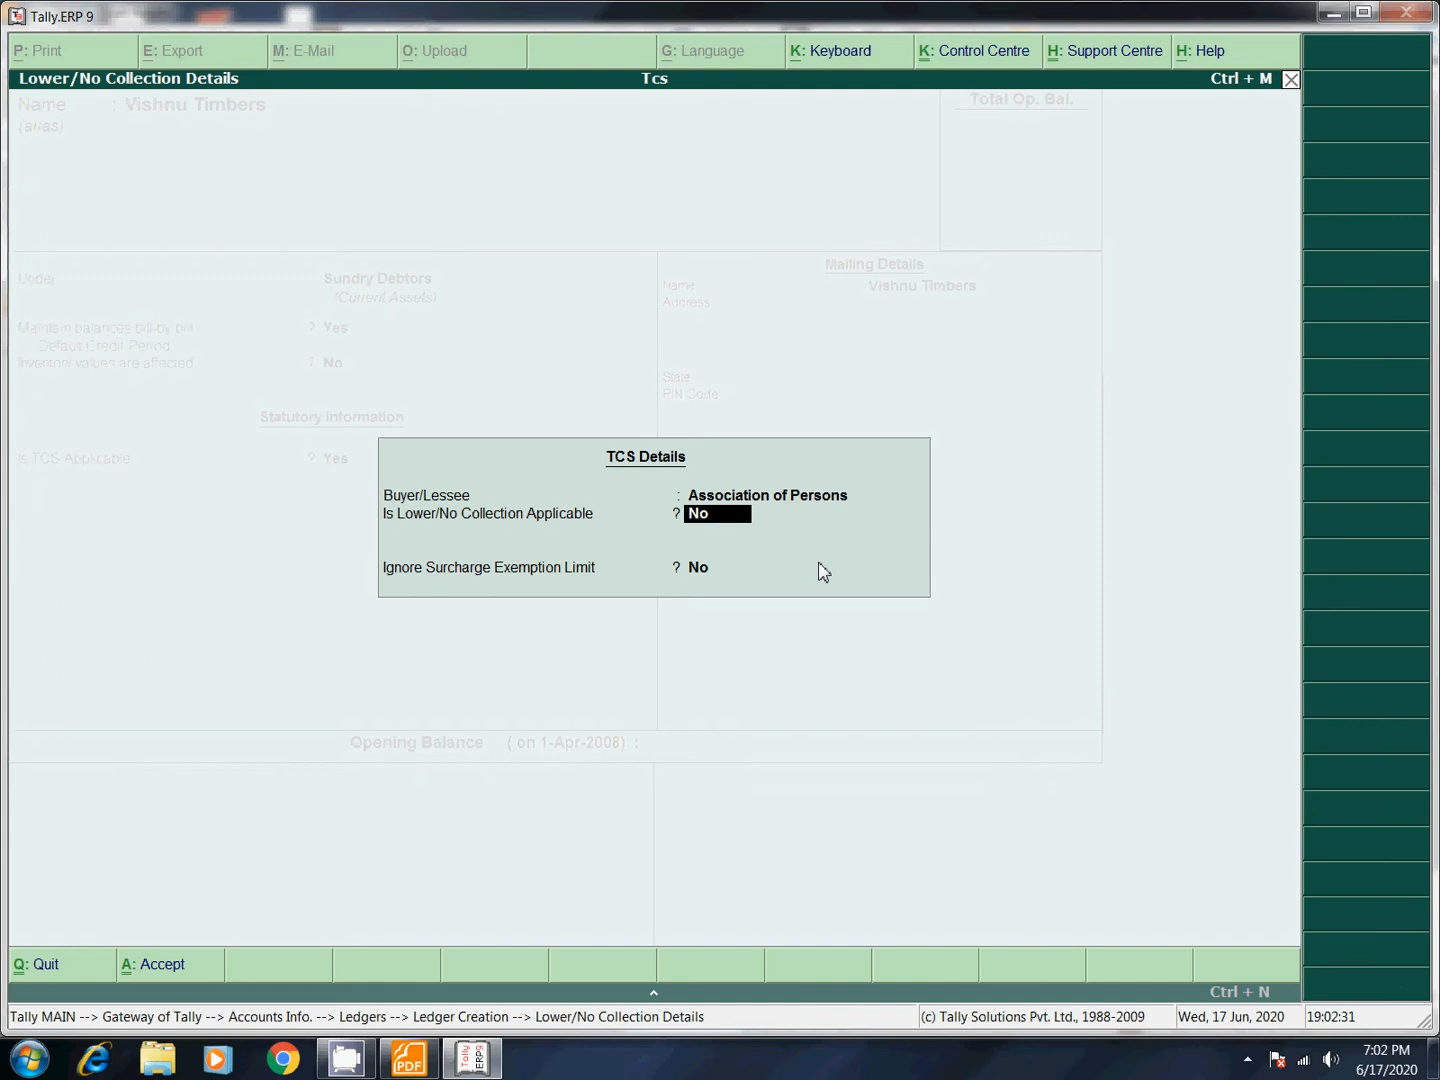 Tally.ERP 9
P: Print E: Export M: E-Mail O: Upload G: Language K: Keyboard K: Control Centre H: Support Centre H: Help
Lower/No Collection Details Tcs Ctrl + M
Name : Vishnu Timbers Total Op. Bal.
(alias)
Under Sundry Debtors Mailing Details
(Current Assets) Name Vishnu Timbers
Address
Maintain balances bill-by-bill ? Yes
Default Credit Period
Inventory values are affected ? No
State
PIN Code
Statutory Information
Is TCS Applicable ? Yes
TCS Details
Buyer/Lessee : Association of Persons
Is Lower/No Collection Applicable ? No
Ignore Surcharge Exemption Limit ? No
Opening Balance ( on 1-Apr-2008) :
Q: Quit A: Accept
Ctrl + N
Tally MAIN --> Gateway of Tally --> Accounts Info. --> Ledgers --> Ledger Creation --> Lower/No Collection Details (c) Tally Solutions Pvt. Ltd., 1988-2009 Wed, 17 Jun, 2020 19:02:31
PDF Tally ERP9 7:02 PM
6/17/2020